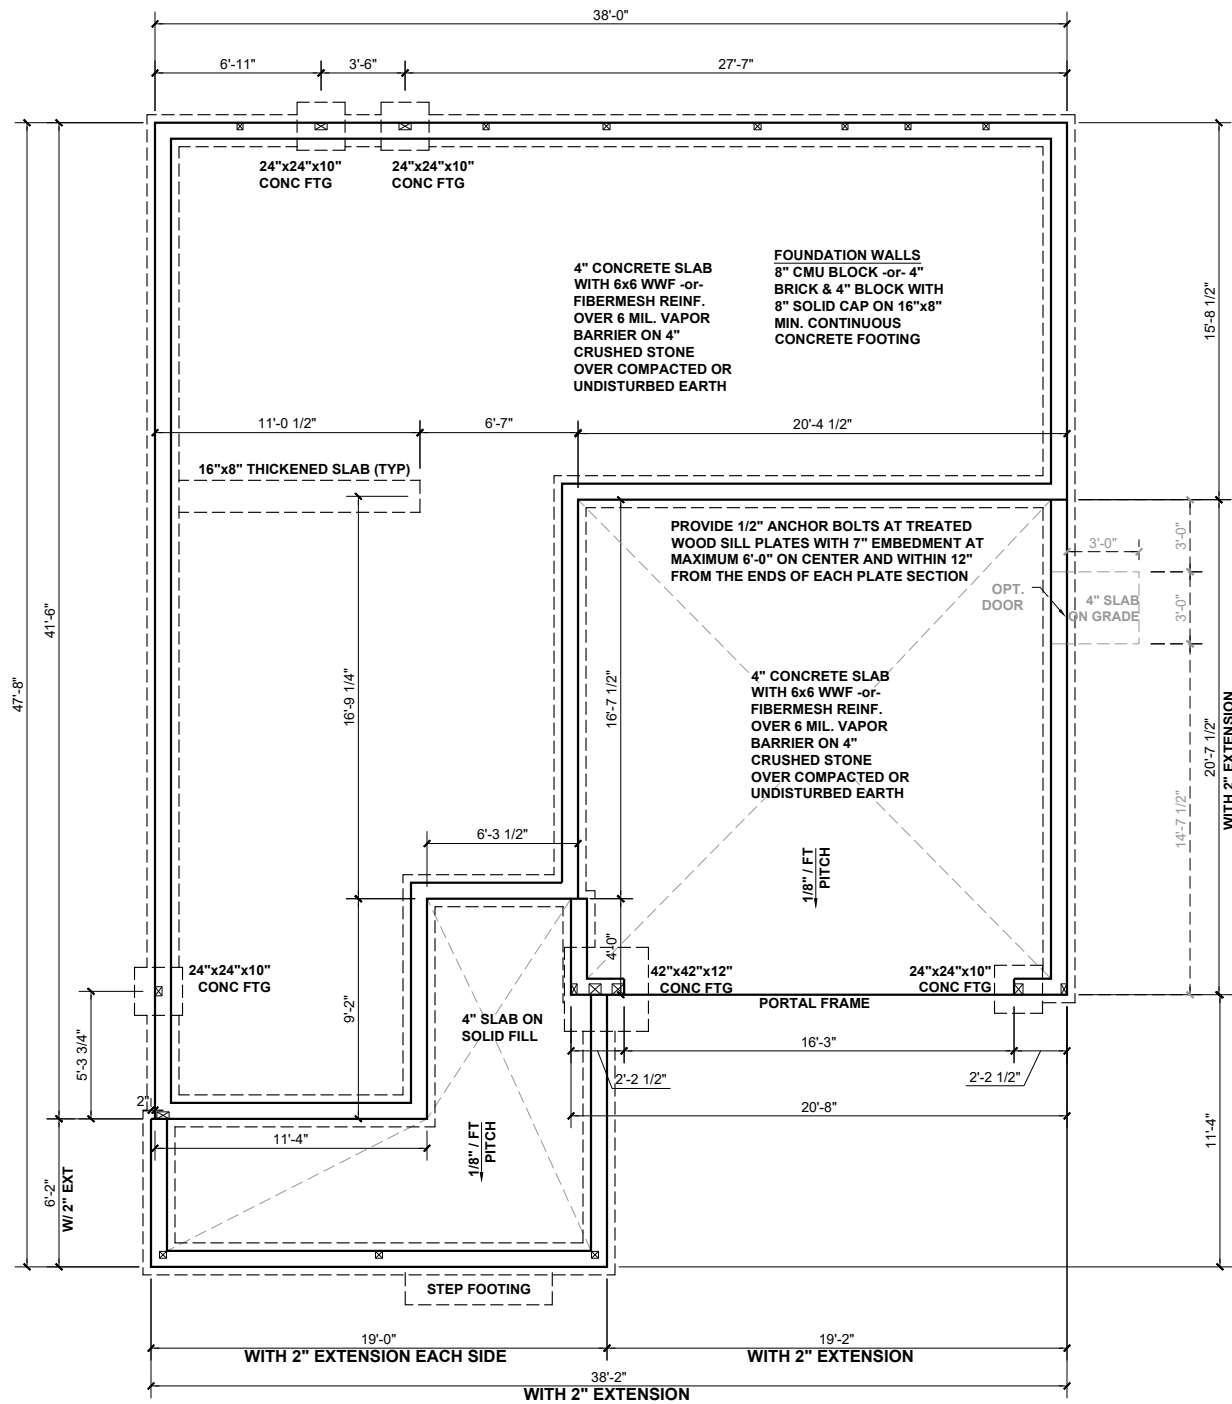 38'-0"
6'-11"
3'-6"
27'-7"
24"x24"x10"
CONC FTG
24"x24"x10"
CONC FTG
4" CONCRETE SLAB
WITH 6x6 WWF -or-
FIBERMESH REINF.
OVER 6 MIL. VAPOR
BARRIER ON 4"
CRUSHED STONE
OVER COMPACTED OR
UNDISTURBED EARTH
FOUNDATION WALLS
8" CMU BLOCK -or- 4"
BRICK & 4" BLOCK WITH
8" SOLID CAP ON 16"x8"
MIN. CONTINUOUS
CONCRETE FOOTING
15'-8 1/2"
11'-0 1/2"
6'-7"
20'-4 1/2"
16"x8" THICKENED SLAB (TYP)
PROVIDE 1/2" ANCHOR BOLTS AT TREATED
WOOD SILL PLATES WITH 7" EMBEDMENT AT
MAXIMUM 6'-0" ON CENTER AND WITHIN 12"
FROM THE ENDS OF EACH PLATE SECTION
3'-0"
3'-0"
OPT.
DOOR
4" SLAB
ON GRADE
3'-0"
41'-6"
47'-8"
16'-9 1/4"
16'-7 1/2"
4" CONCRETE SLAB
WITH 6x6 WWF -or-
FIBERMESH REINF.
OVER 6 MIL. VAPOR
BARRIER ON 4"
CRUSHED STONE
OVER COMPACTED OR
UNDISTURBED EARTH
20'-7 1/2"
WITH 2" EXTENSION
14'-7 1/2"
6'-3 1/2"
1/8" / FT
PITCH
4'-0"
24"x24"x10"
CONC FTG
42"x42"x12"
CONC FTG
24"x24"x10"
CONC FTG
PORTAL FRAME
9'-2"
4" SLAB ON
SOLID FILL
5'-3 3/4"
16'-3"
2'-2 1/2"
2'-2 1/2"
2"
20'-8"
11'-4"
11'-4"
1/8" / FT
PITCH
6'-2"
W/ 2" EXT
STEP FOOTING
19'-0"
WITH 2" EXTENSION EACH SIDE
19'-2"
WITH 2" EXTENSION
38'-2"
WITH 2" EXTENSION